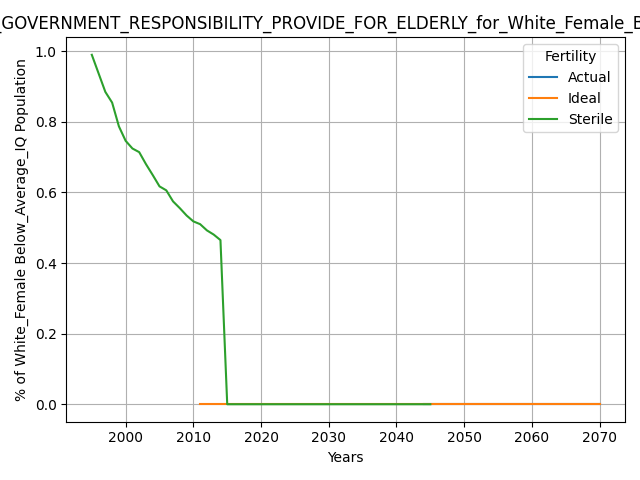 _GOVERNMENT_RESPONSIBILITY_PROVIDE_FOR_ELDERLY_for_White_Female_B
Fertility
Actual
Ideal
Sterile
% of White_Female Below_Average_IQ Population
1.0
0.8
0.6
0.4
0.2
0.0
2000 2010 2020 2030 2040 2050 2060 2070
Years